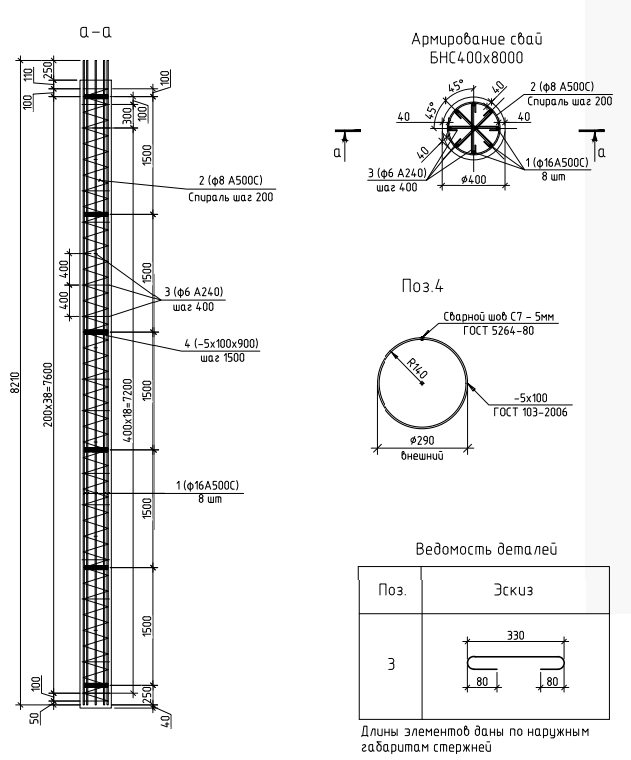 а-а
110
250
100
100
100
300
1500
2 (ф8 А500С)
Спираль шаг 200
1500
400
400
3 (ф6 А240)
шаг 400
4 (-5х100х900)
шаг 1500
8210
200х38=7600
400х18=7200
1500
1 (ф16А500С)
8 шт
1500
1500
100
50
250
40
Армирование свай
БНС400х8000
45°
45°
40
40
40
40
2 (ф8 А500С)
Спираль шаг 200
а
а
3 (ф6 А240)
шаг 400
ф400
1 (ф16А500С)
8 шт
Поз.4
Сварной шов С7 - 5мм
ГОСТ 5264-80
R140
-5х100
ГОСТ 103-2006
ф290
внешний
Ведомость деталей
Поз.
Эскиз
3
330
80
80
Длины элементов даны по наружным
габаритам стержней